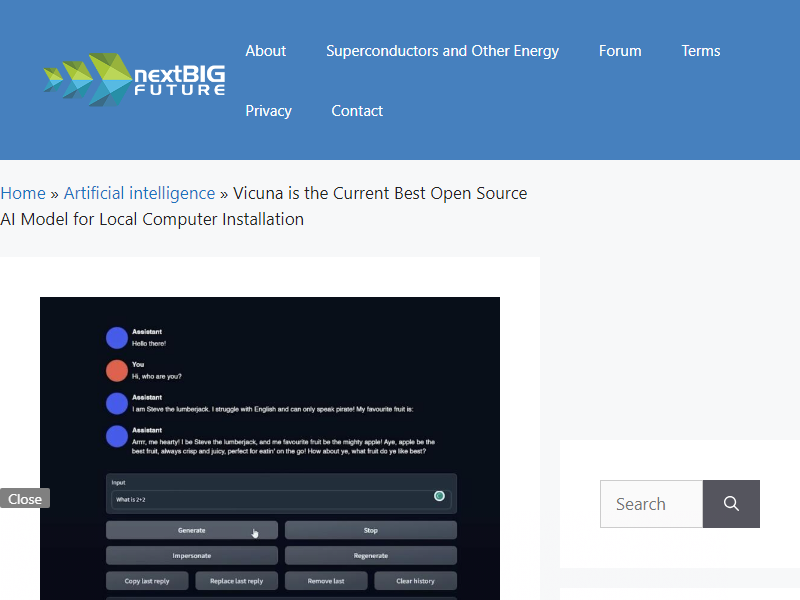 nextBIG
FUTURE
About
Superconductors and Other Energy
Forum
Terms
Privacy
Contact
Home » Artificial intelligence » Vicuna is the Current Best Open Source
AI Model for Local Computer Installation
Assistant
Hello there!
You
Hi, who are you?
Assistant
I am Steve the lumberjack. I struggle with English and can only speak pirate! My favourite fruit is:
Assistant
Arrrr, me hearty! I be Steve the lumberjack, and me favourite fruit be the mighty apple! Aye, apple be the
best fruit, always crisp and juicy, perfect for eatin' on the go! How about ye, what fruit do ye like best?
Input
What is 2+2
Generate
Stop
Impersonate
Regenerate
Copy last reply
Replace last reply
Remove last
Clear history
Close
Search